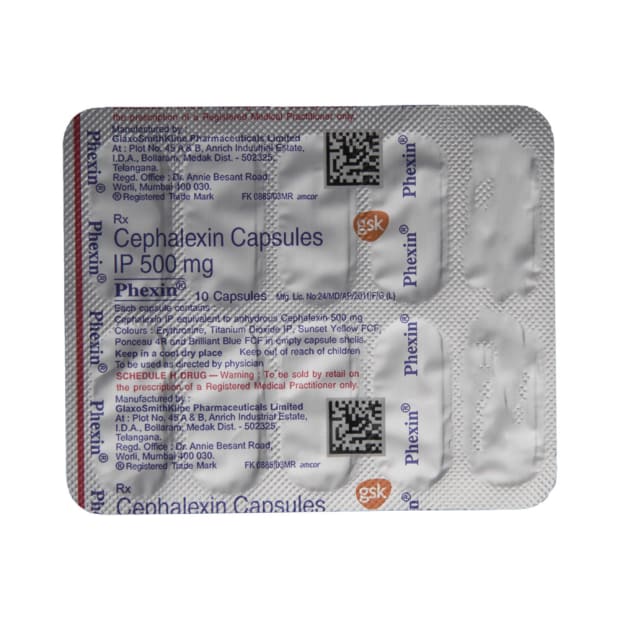 the prescription of a Registered Medical Practitioner only.
Manufactured by :
GlaxoSmithKline Pharmaceuticals Limited
At : Plot No. 45 A & B, Anrich Industrial Estate,
I.D.A., Bollaram, Medak Dist. - 502325,
Telangana.
Regd. Office : Dr. Annie Besant Road,
Worli, Mumbai 400 030.
® Registered Trade Mark FK 0885/03MR amcor
gsk
Rx
Cephalexin Capsules
IP 500 mg
Phexin® 10 Capsules Mfg. Lic. No:24/MD/AP/2011/F/G (L)
Each capsule contains :
Cephalexin IP equivalent to anhydrous Cephalexin 500 mg
Colours : Erythrosine, Titanium Dioxide IP, Sunset Yellow FCF,
Ponceau 4R and Brilliant Blue FCF in empty capsule shells.
Keep in a cool dry place Keep out of reach of children
To be used as directed by physician
SCHEDULE H DRUG — Warning : To be sold by retail on
the prescription of a Registered Medical Practitioner only.
Manufactured by :
GlaxoSmithKline Pharmaceuticals Limited
At : Plot No. 45 A & B, Anrich Industrial Estate,
I.D.A., Bollaram, Medak Dist. - 502325,
Telangana.
Regd. Office : Dr. Annie Besant Road,
Worli, Mumbai 400 030.
® Registered Trade Mark FK 0885/03MR amcor
gsk
Rx
Cephalexin Capsules
Phexin®
Phexin®
Phexin®
Phexin®
Phexin®
Phexin®
Phexin®
Phexin®